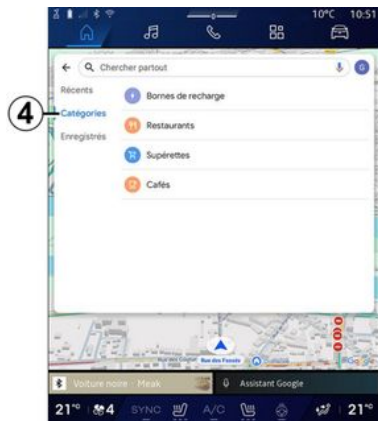 10°C 10:51
Chercher partout
G
Récents
Bornes de recharge
4
Catégories
Restaurants
Enregistrés
Supérettes
Cafés
Rue des Fossés
Voiture noire · Meak
Assistant Google
21°° 4 SYNC A/C 21°°